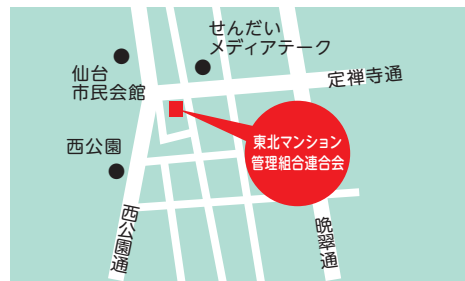 せんだい
メディアテーク
仙台
市民会館
定禅寺通
東北マンション
管理組合連合会
西公園
西公園通
晩翠通